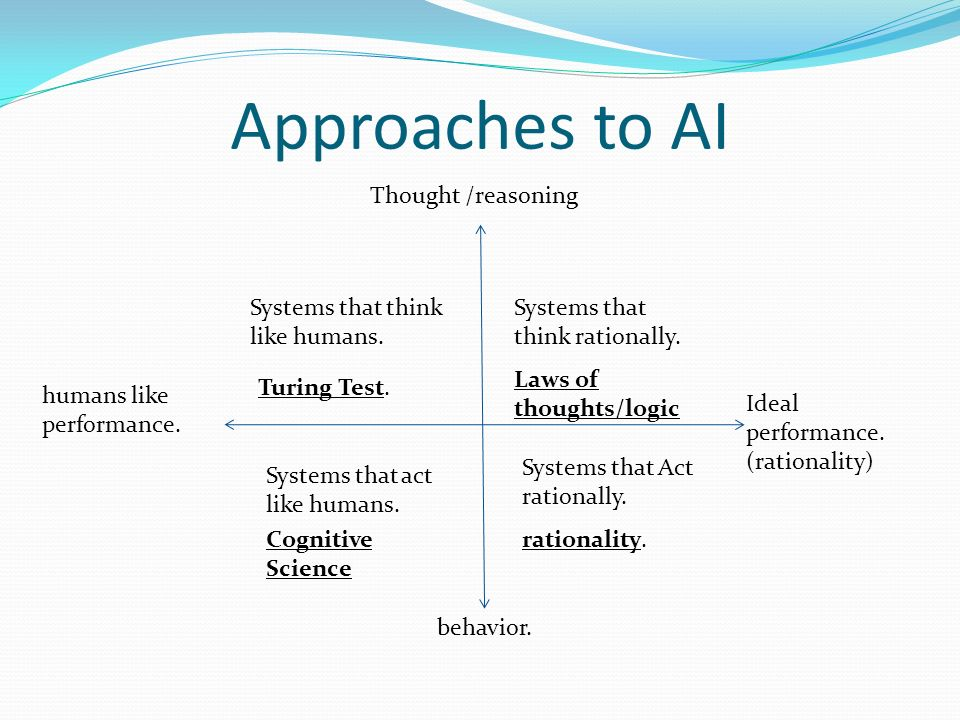 Approaches to AI
Thought /reasoning
Systems that think
like humans.
Turing Test.
Systems that
think rationally.
Laws of
thoughts/logic
humans like
performance.
Ideal
performance.
(rationality)
Systems that act
like humans.
Cognitive
Science
Systems that Act
rationally.
rationality.
behavior.